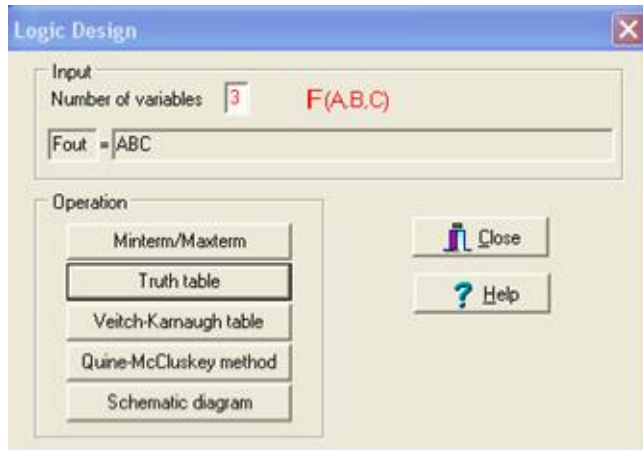 Logic Design
Input
Number of variables 3 F(A,B,C)
Fout = ABC
Operation
Minterm/Maxterm
Truth table
Veitch-Karnaugh table
Quine-McCluskey method
Schematic diagram
Close
Help